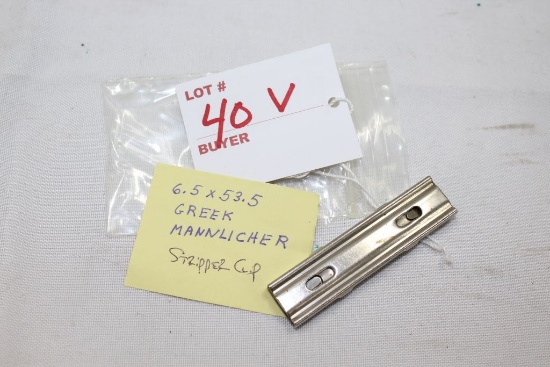 LOT #
40 V
BUYER
6.5 x 53.5
GREEK
MANNLICHER
STRIPPER CLIP